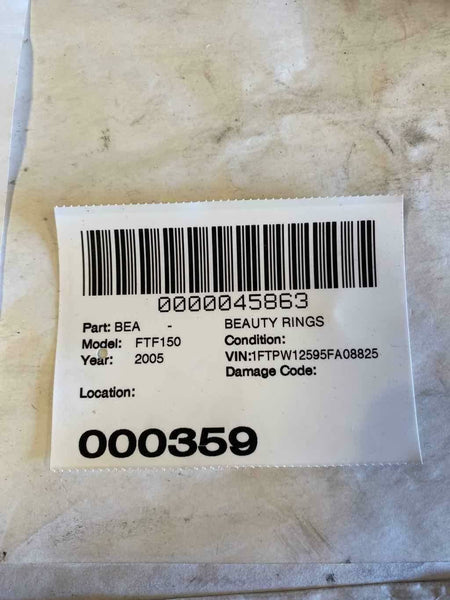 0000045863
Part: BEA - BEAUTY RINGS
Model: FTF150 Condition:
Year: 2005 VIN:1FTPW12595FA08825
Damage Code:
Location:
000359